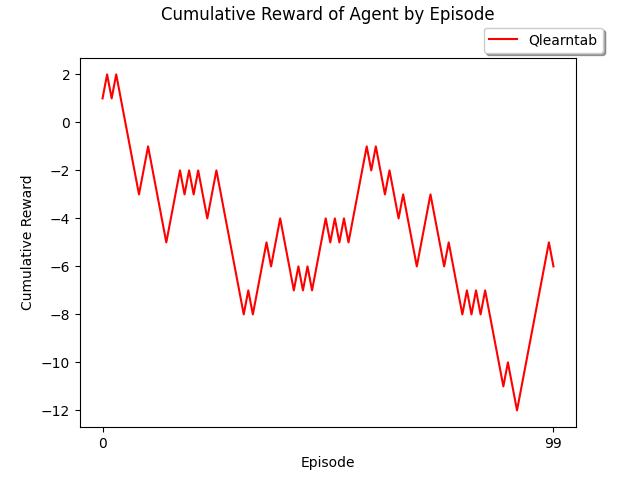 Cumulative Reward of Agent by Episode
Qlearntab
2
0
−2
−4
−6
−8
−10
−12
Cumulative Reward
0
99
Episode